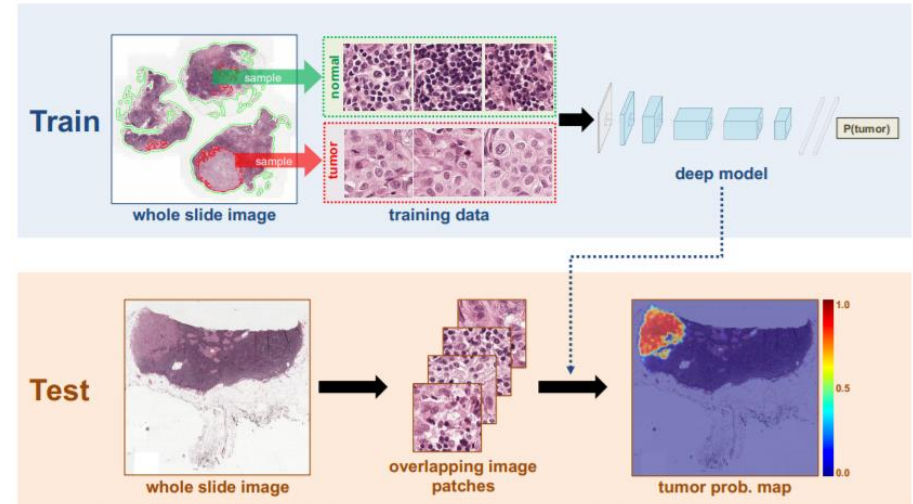 Train
sample
sample
normal
tumor
P(tumor)
whole slide image
training data
deep model
Test
1.0
0.5
0.0
whole slide image
overlapping image
patches
tumor prob. map